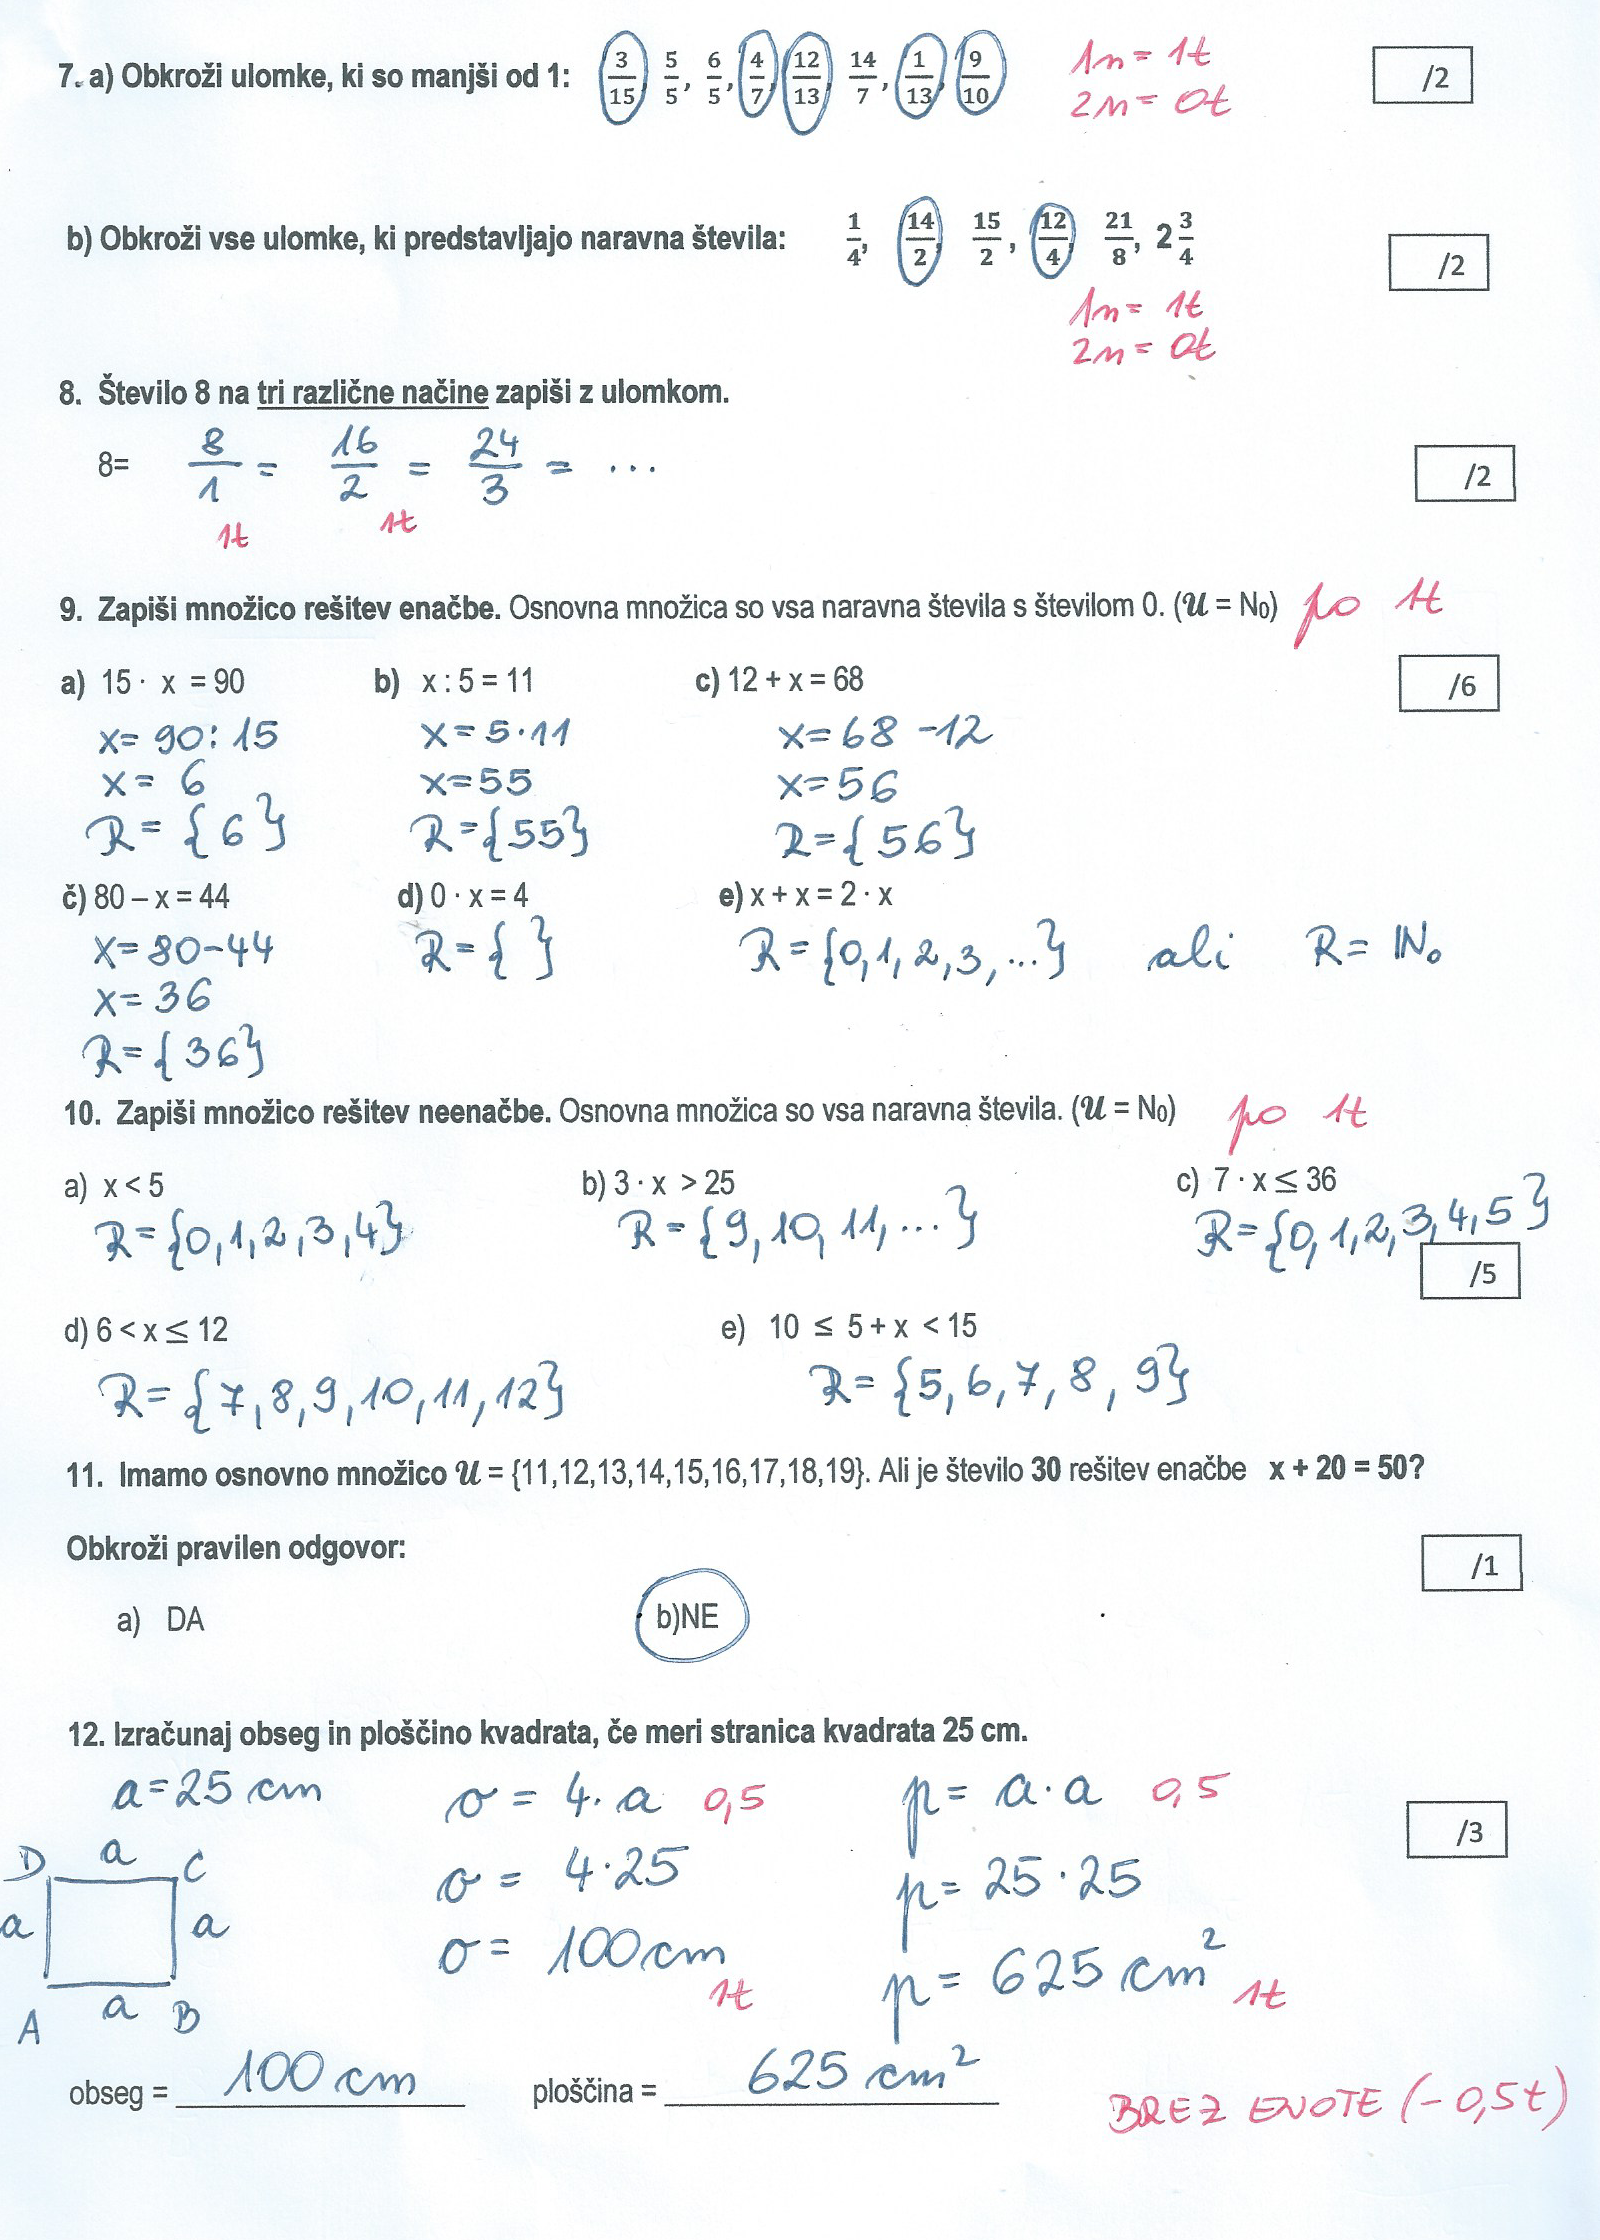 7. a) Obkroži ulomke, ki so manjši od 1: 3/15, 5/5, 6/5, 4/7, 12/13, 14/7, 1/13, 9/10 1n = 1t /2
2n = 0t
b) Obkroži vse ulomke, ki predstavljajo naravna števila: 1/4, 14/2, 15/2, 12/4, 21/8, 2 3/4 /2
1n = 1t
2n = 0t
8. Število 8 na tri različne načine zapiši z ulomkom.
8= 8/1 = 16/2 = 24/3 = ... /2
1t 1t
9. Zapiši množico rešitev enačbe. Osnovna množica so vsa naravna števila s številom 0. (𝓤 = N₀) po 1t
a) 15 · x = 90 b) x : 5 = 11 c) 12 + x = 68 /6
x= 90 : 15 x = 5·11 x= 68 -12
x= 6 x=55 x=56
R= {6} R={55} R={56}
č) 80 – x = 44 d) 0 · x = 4 e) x + x = 2 · x
x=80-44 R={ } R={0,1,2,3,...} ali R= ℕ₀
x= 36
R={36}
10. Zapiši množico rešitev neenačbe. Osnovna množica so vsa naravna števila. (𝓤 = N₀) po 1t
a) x < 5 b) 3 · x > 25 c) 7 · x ≤ 36
R={0,1,2,3,4} R={9,10,11,...} R={0,1,2,3,4,5}
/5
d) 6 < x ≤ 12 e) 10 ≤ 5 + x < 15
R={7,8,9,10,11,12} R={5,6,7,8,9}
11. Imamo osnovno množico 𝓤 = {11,12,13,14,15,16,17,18,19}. Ali je število 30 rešitev enačbe x + 20 = 50?
Obkroži pravilen odgovor: /1
a) DA b)NE
12. Izračunaj obseg in ploščino kvadrata, če meri stranica kvadrata 25 cm.
a=25 cm o = 4·a 0,5 p= a·a 0,5 /3
D a C o = 4·25 p= 25·25
a a o = 100cm p= 625 cm²
1t 1t
A a B
obseg = 100 cm ploščina = 625 cm²
BREZ ENOTE (-0,5t)